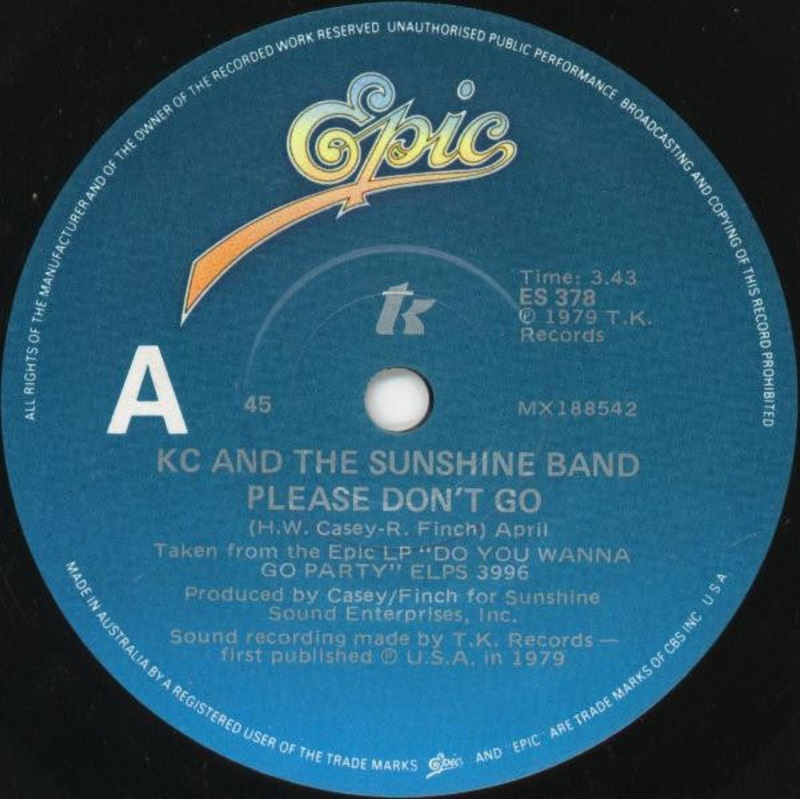 ALL RIGHTS OF THE MANUFACTURER AND OF THE OWNER OF THE RECORDED WORK RESERVED UNAUTHORISED PUBLIC PERFORMANCE BROADCASTING AND COPYING OF THIS RECORD PROHIBITED
Epic
tk
Time: 3.43
ES 378
℗ 1979 T.K.
Records
A
45
MX188542
KC AND THE SUNSHINE BAND
PLEASE DON'T GO
(H.W. Casey-R. Finch) April
Taken from the Epic LP "DO YOU WANNA
GO PARTY" ELPS 3996
Produced by Casey/Finch for Sunshine
Sound Enterprises, Inc.
Sound recording made by T.K. Records —
first published ℗ U.S.A. in 1979
MADE IN AUSTRALIA BY A REGISTERED USER OF THE TRADE MARKS Epic AND "EPIC" ARE TRADE MARKS OF CBS INC U S A